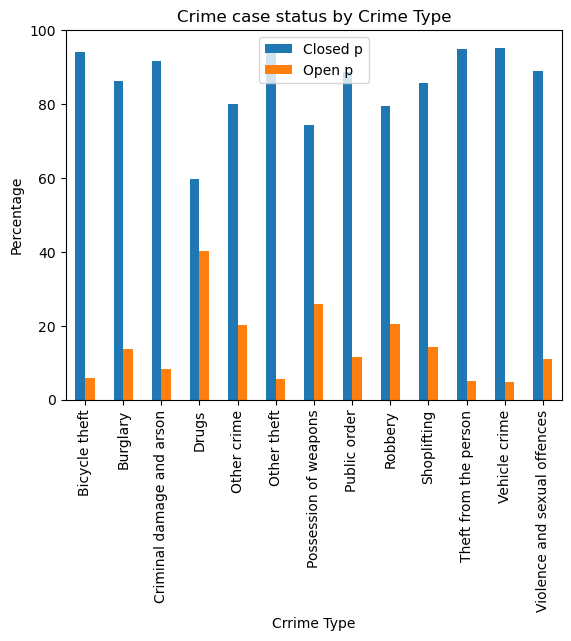 Crime case status by Crime Type
Closed p
Open p
Percentage
100
80
60
40
20
0
Bicycle theft
Burglary
Criminal damage and arson
Drugs
Other crime
Other theft
Possession of weapons
Public order
Robbery
Shoplifting
Theft from the person
Vehicle crime
Violence and sexual offences
Crrime Type